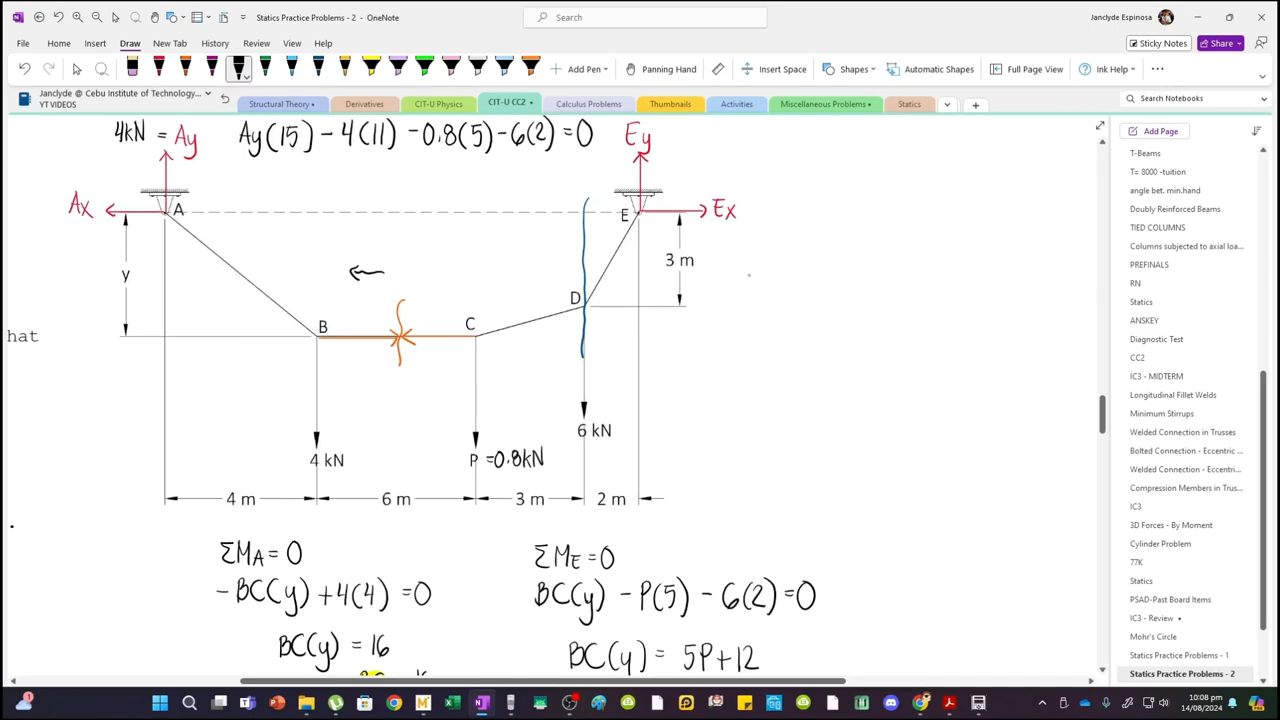 Statics Practice Problems - 2 - OneNote
Search
Janclyde Espinosa
File Home Insert Draw New Tab History Review View Help
Sticky Notes
Share
Add Pen
Panning Hand
Insert Space
Shapes
Automatic Shapes
Full Page View
Ink Help
Janclyde @ Cebu Institute of Technology...
YT VIDEOS
Structural Theory
Derivatives
CIT-U Physics
CIT-U CC2
Calculus Problems
Thumbnails
Activities
Miscellaneous Problems
Statics
Search Notebooks
Add Page
T-Beams
T= 8000 -tuition
angle bet. min.hand
Doubly Reinforced Beams
TIED COLUMNS
Columns subjected to axial loa...
PREFINALS
RN
Statics
ANSKEY
Diagnostic Test
CC2
IC3 - MIDTERM
Longitudinal Fillet Welds
Minimum Stirrups
Welded Connection in Trusses
Bolted Connection - Eccentric ...
Welded Connection - Eccentri...
Compression Members in Trus...
IC3
3D Forces - By Moment
Cylinder Problem
77K
Statics
PSAD-Past Board Items
IC3 - Review
Mohr's Circle
Statics Practice Problems - 1
Statics Practice Problems - 2
4kN = Ay
Ay(15) - 4(11) - 0.8(5) - 6(2) = 0
Ey
Ax
A
E
Ex
y
3 m
D
B
C
hat
6 kN
4 kN
P = 0.8kN
4 m
6 m
3 m
2 m
ΣMA = 0
ΣME = 0
- BC(y) + 4(4) = 0
BC(y) - P(5) - 6(2) = 0
BC(y) = 16
BC(y) = 5P + 12
10:08 pm
14/08/2024